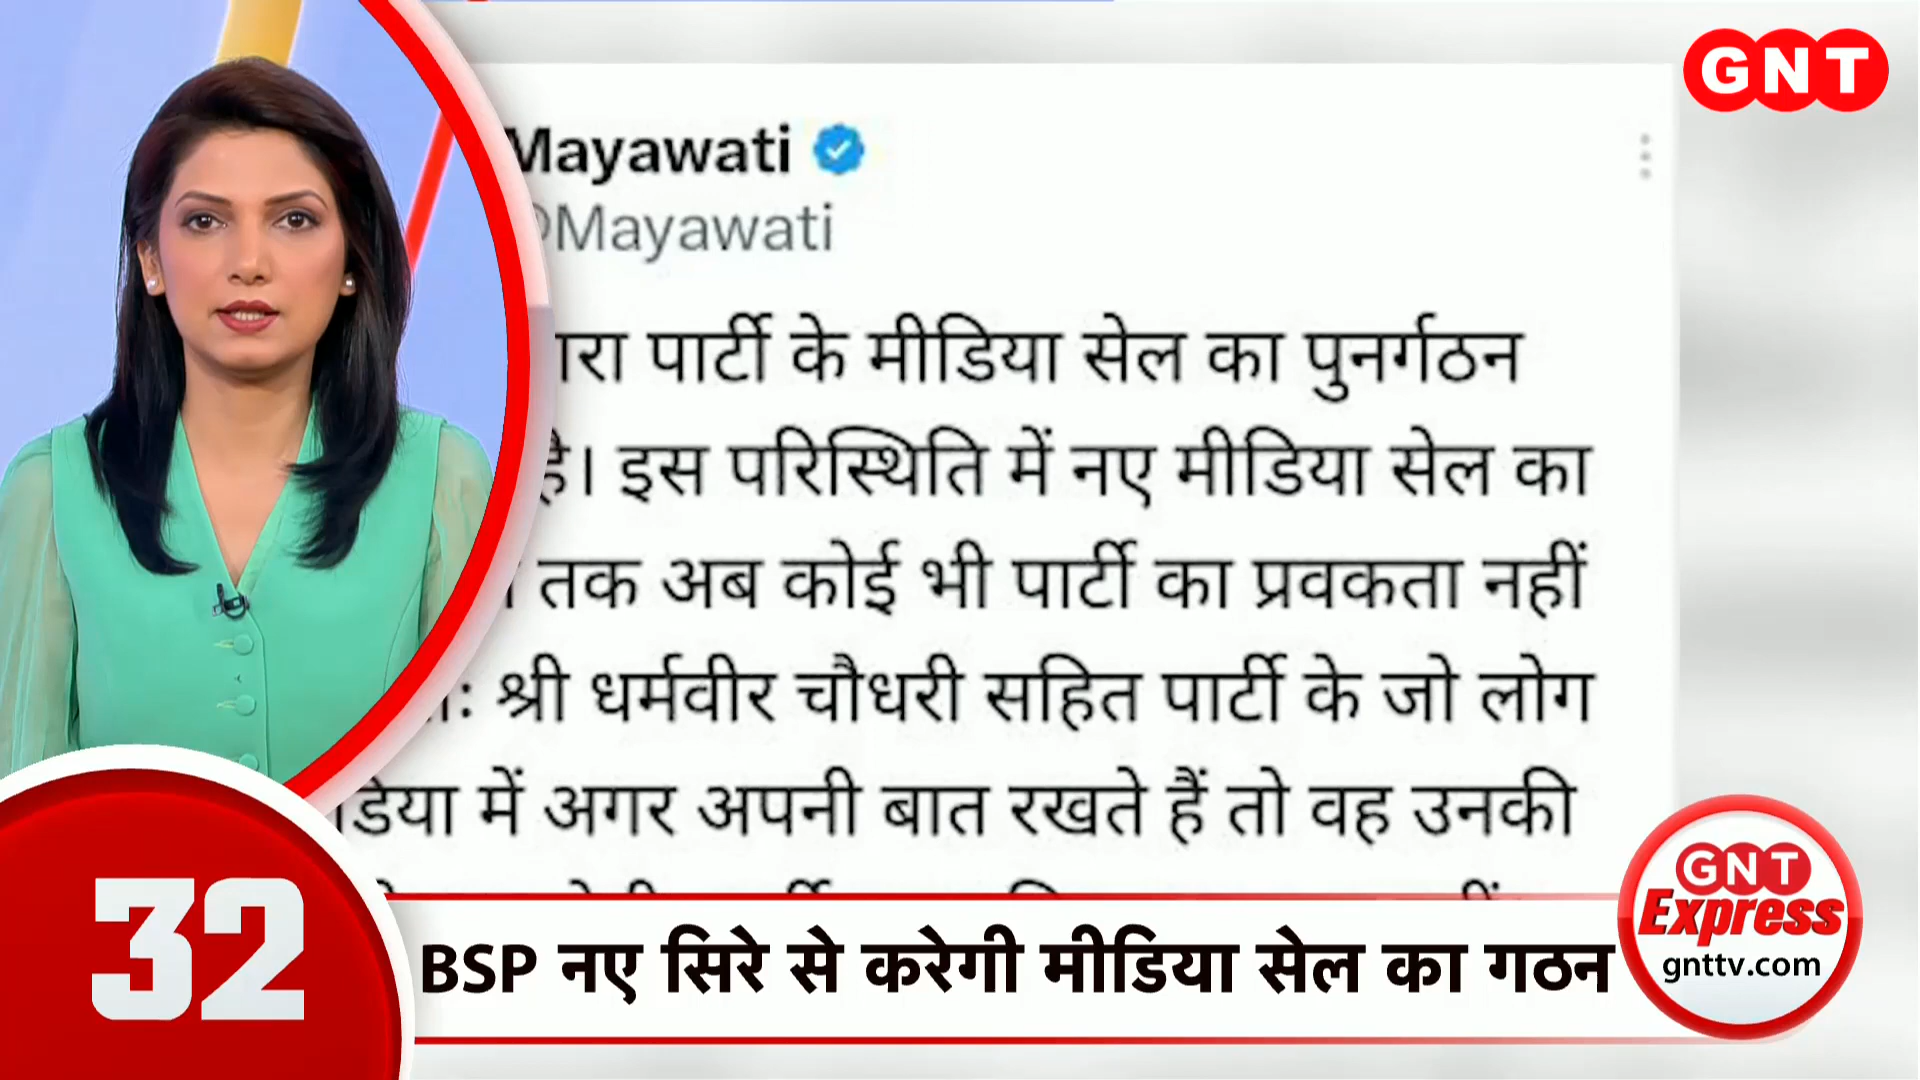 GNT
Mayawati
@Mayawati
पार्टी के मीडिया सेल का पुनर्गठन
है। इस परिस्थिति में नए मीडिया सेल का
तक अब कोई भी पार्टी का प्रवकता नहीं
श्री धर्मवीर चौधरी सहित पार्टी के जो लोग
में अगर अपनी बात रखते हैं तो वह उनकी
32
BSP नए सिरे से करेगी मीडिया सेल का गठन
GNT
Express
gnttv.com